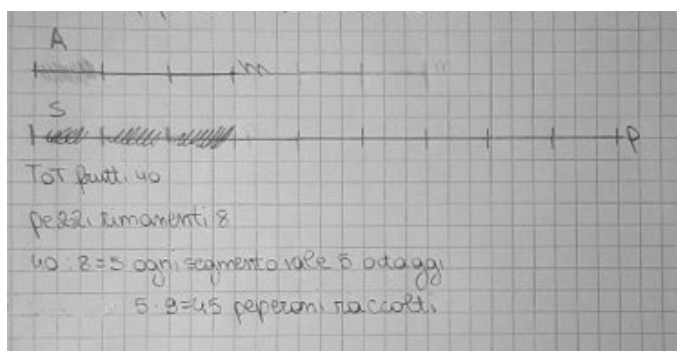 A
m
S
P
Tot frutti 40
pezzi rimanenti 8
40 : 8 = 5 ogni segmento vale 5 ortaggi
5 · 9 = 45 peperoni raccolti